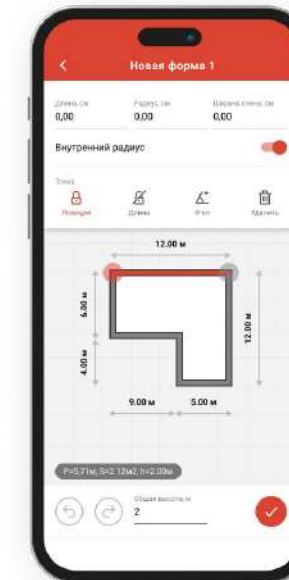 Новая форма 1
Длина, см
Радиус, см
Ширина стены, см
0,00
0,00
0,00
Внутренний радиус
Точка
Позиция
Длина
Угол
Удалить
12.00 м
6.00 м
12.00 м
4.00 м
9.00 м
5.00 м
P=5,71м, S=2.12м2, h=2.00м
Общая высота, м
2